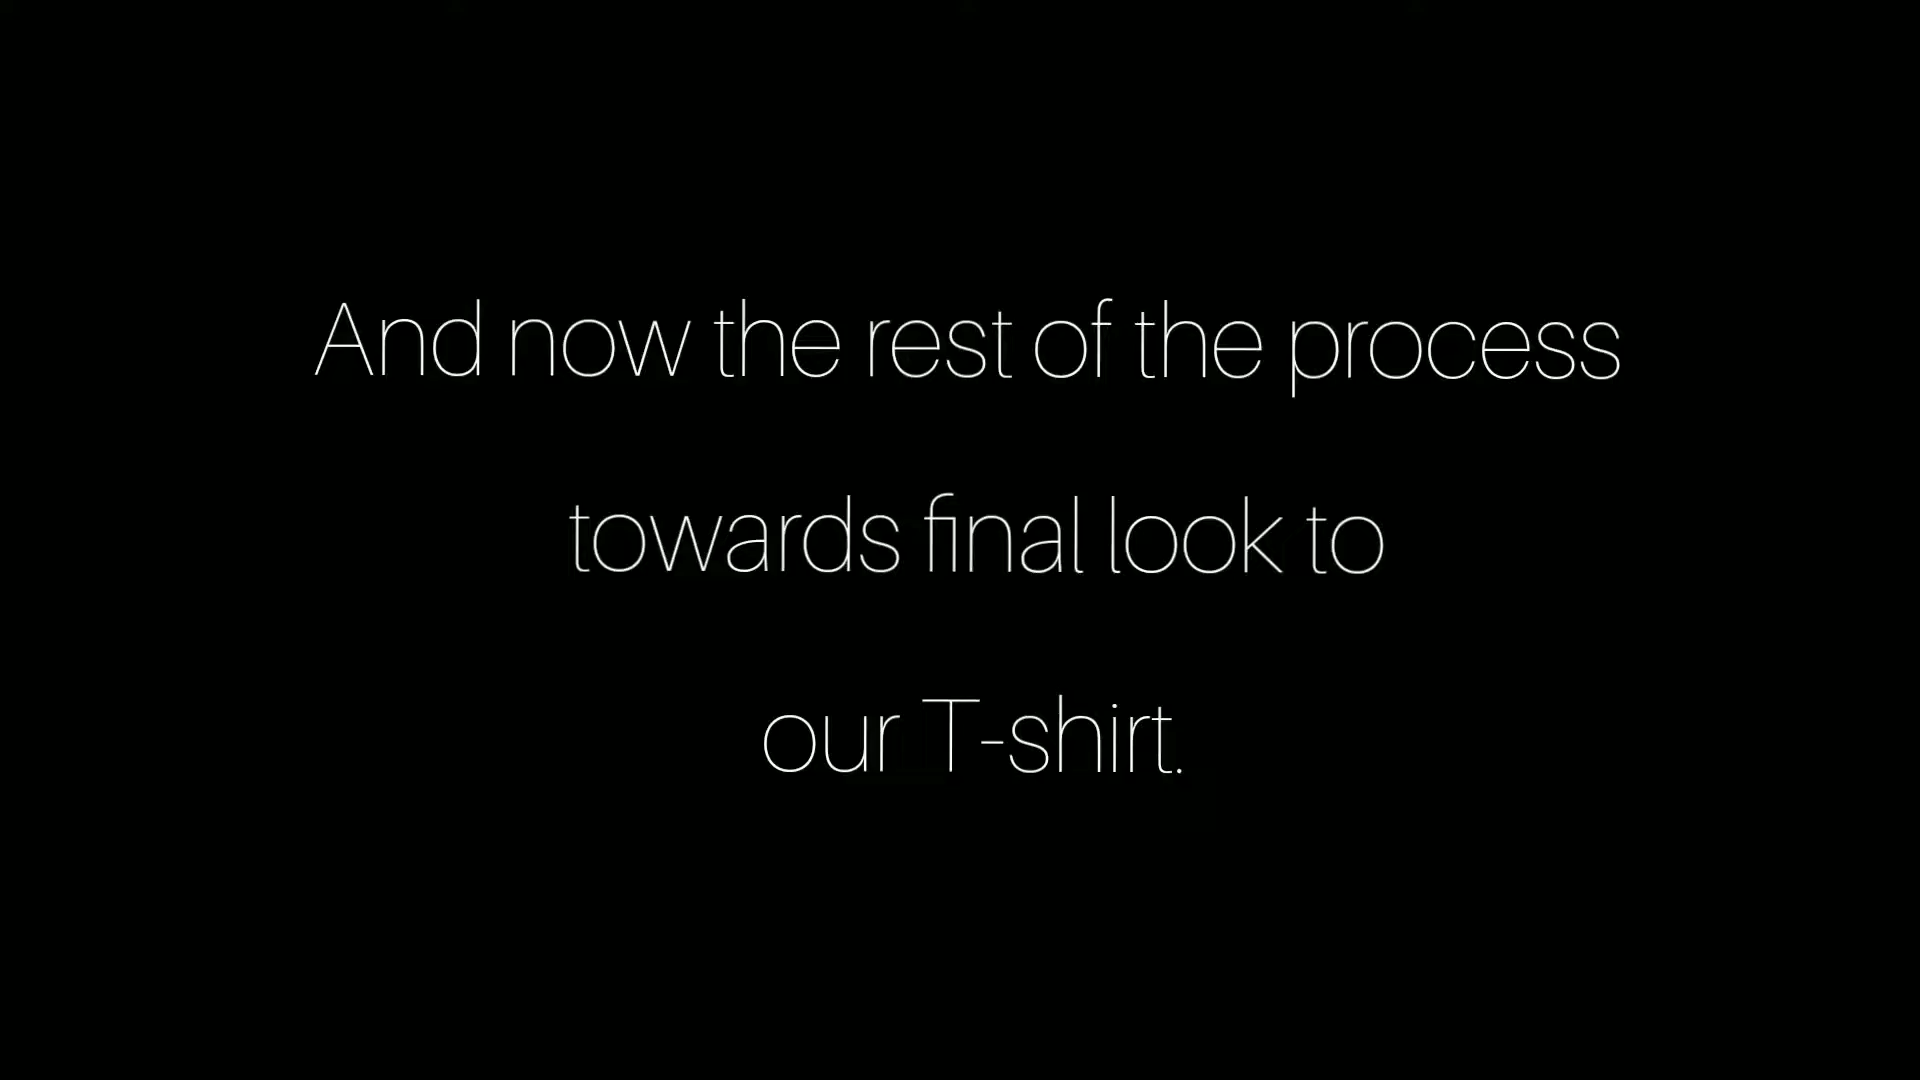 And now the rest of the process
towards final look to
our T-shirt.